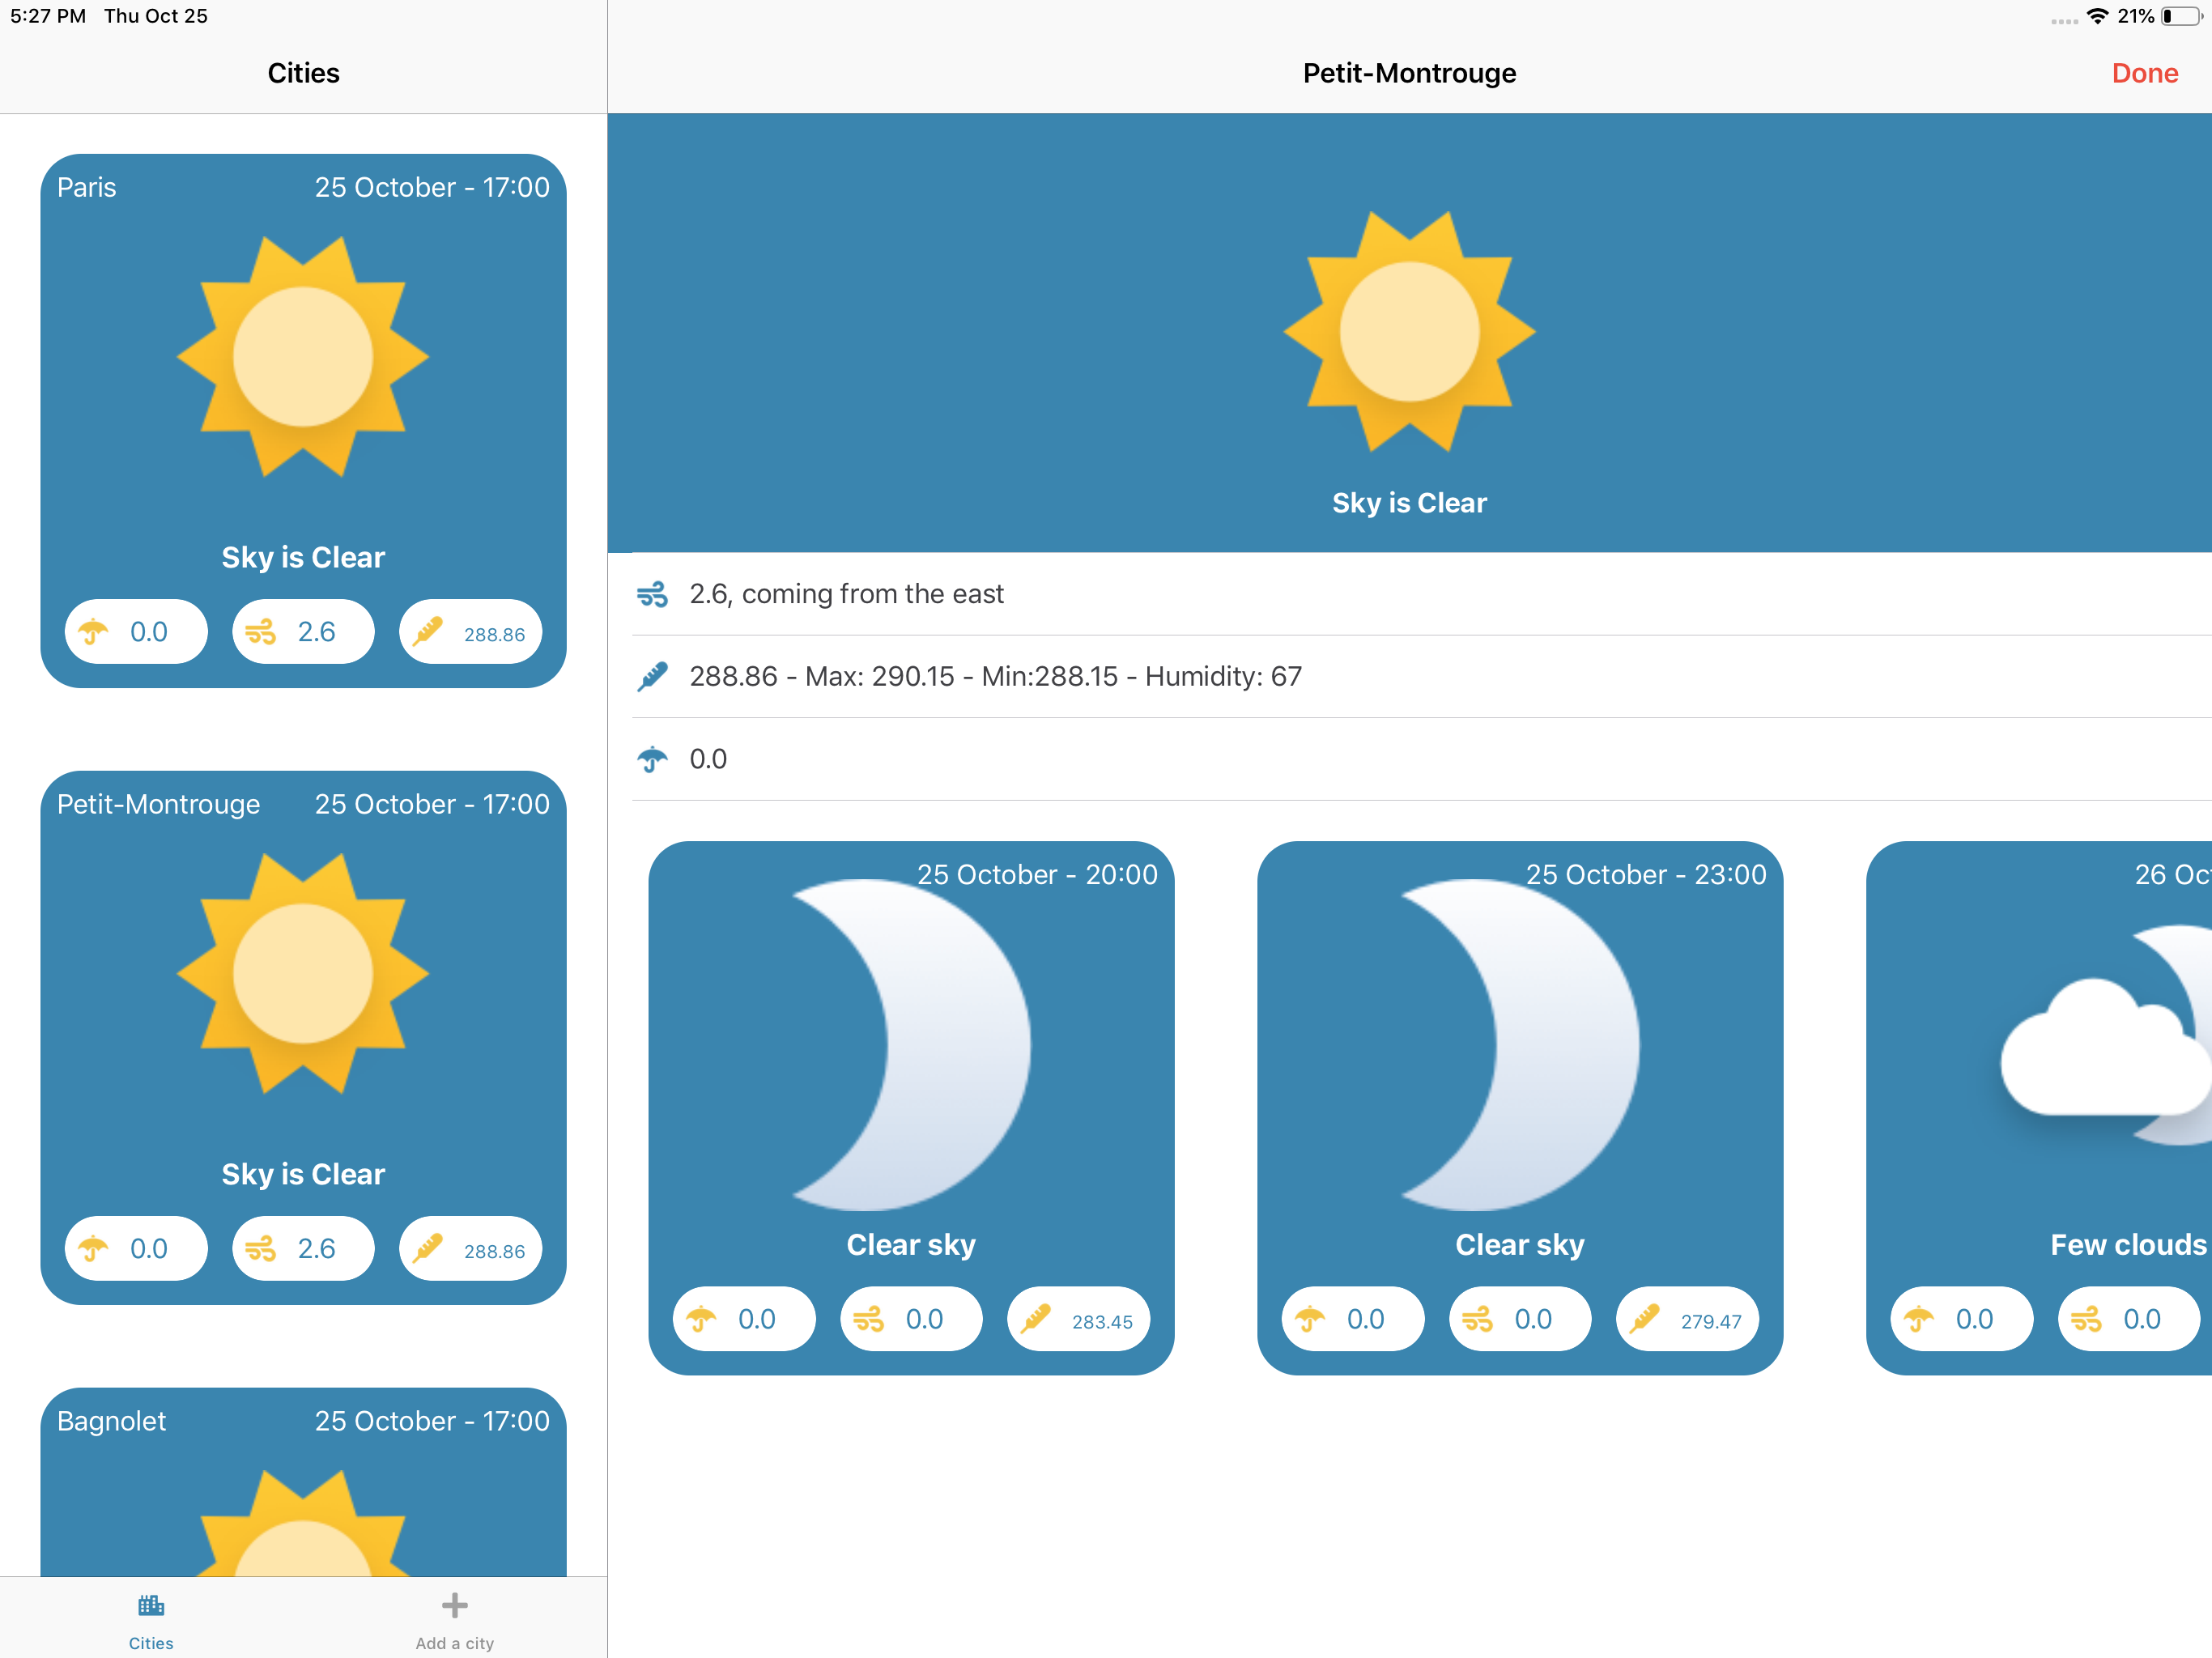 5:27 PM Thu Oct 25
21%
Cities
Paris 25 October - 17:00
Sky is Clear
0.0 2.6 288.86
Petit-Montrouge 25 October - 17:00
Sky is Clear
0.0 2.6 288.86
Bagnolet 25 October - 17:00
Cities Add a city
Petit-Montrouge Done
Sky is Clear
2.6, coming from the east
288.86 - Max: 290.15 - Min:288.15 - Humidity: 67
0.0
25 October - 20:00
Clear sky
0.0 0.0 283.45
25 October - 23:00
Clear sky
0.0 0.0 279.47
26
Few clouds
0.0 0.0